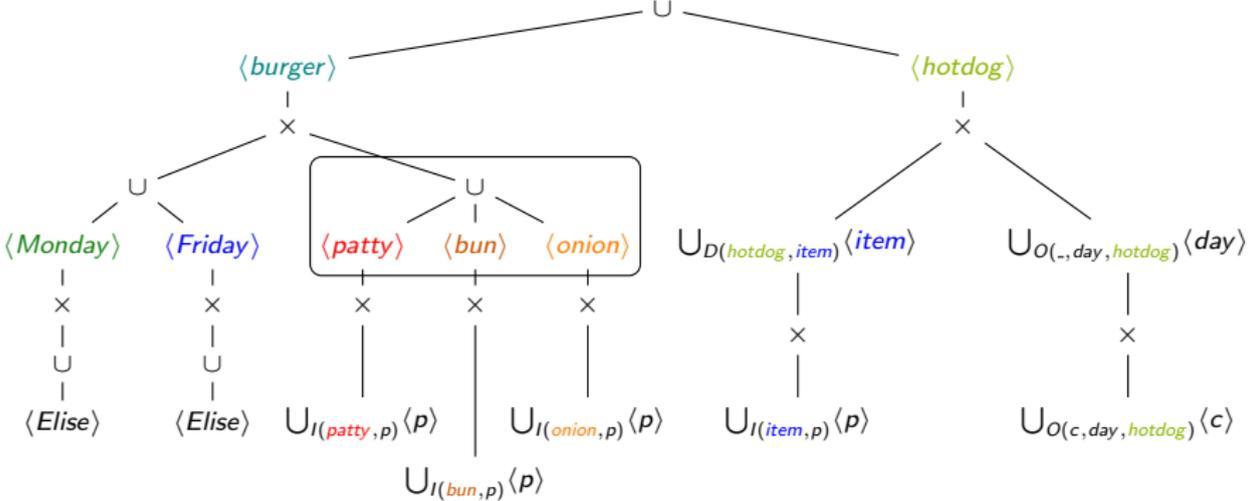 ∪
⟨burger⟩ ⟨hotdog⟩
× ×
∪ ∪
⟨Monday⟩ ⟨Friday⟩ ⟨patty⟩ ⟨bun⟩ ⟨onion⟩ ⋃D(hotdog,item)⟨item⟩ ⋃O(_,day,hotdog)⟨day⟩
× × × × ×
× ×
∪ ∪
⟨Elise⟩ ⟨Elise⟩ ⋃I(patty,p)⟨p⟩ ⋃I(onion,p)⟨p⟩ ⋃I(item,p)⟨p⟩ ⋃O(c,day,hotdog)⟨c⟩
⋃I(bun,p)⟨p⟩